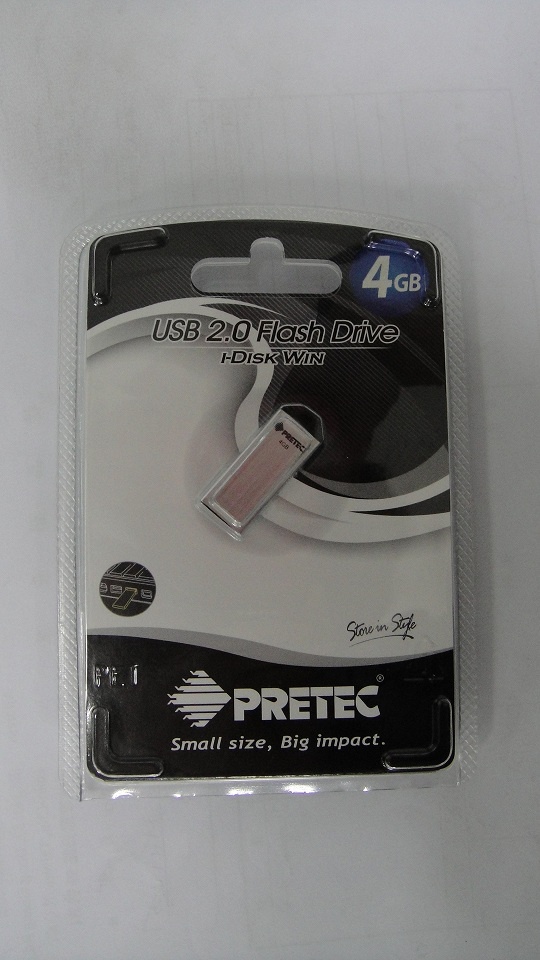 4GB
USB 2.0 Flash Drive
i-Disk Win
PRETEC
4GB
Store in Style
PRETEC®
Small size, Big impact.